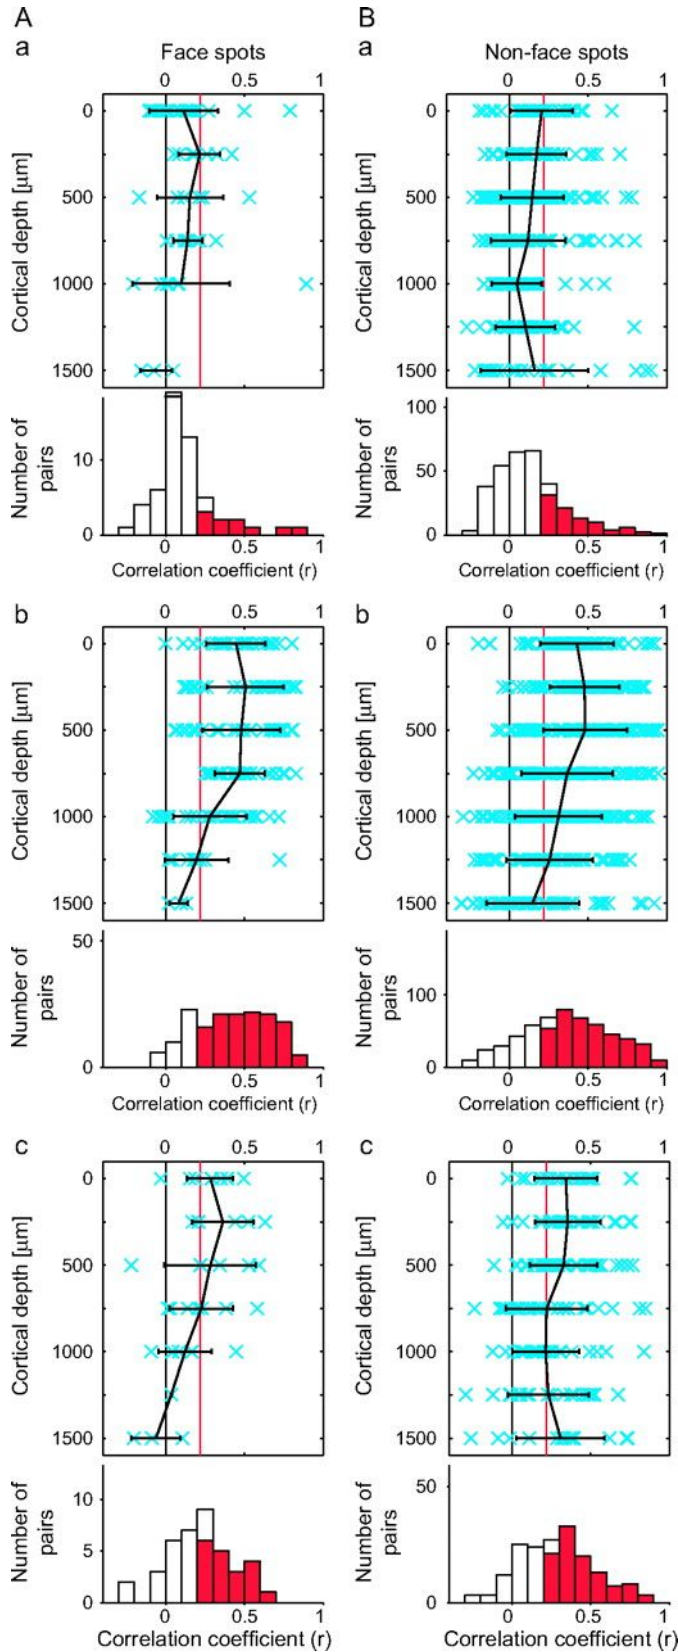 A
B
a
a
Face spots
Non-face spots
0 0.5 1
0 0.5 1
Cortical depth [µm]
0
500
1000
1500
Cortical depth [µm]
0
500
1000
1500
Number of pairs
10
0
Number of pairs
100
50
0
0 0.5 1
0 0.5 1
Correlation coefficient (r)
Correlation coefficient (r)
b
b
0 0.5 1
0 0.5 1
Cortical depth [µm]
0
500
1000
1500
Cortical depth [µm]
0
500
1000
1500
Number of pairs
50
0
Number of pairs
100
0
0 0.5 1
0 0.5 1
Correlation coefficient (r)
Correlation coefficient (r)
c
c
0 0.5 1
0 0.5 1
Cortical depth [µm]
0
500
1000
1500
Cortical depth [µm]
0
500
1000
1500
Number of pairs
10
5
0
Number of pairs
50
0
0 0.5 1
0 0.5 1
Correlation coefficient (r)
Correlation coefficient (r)